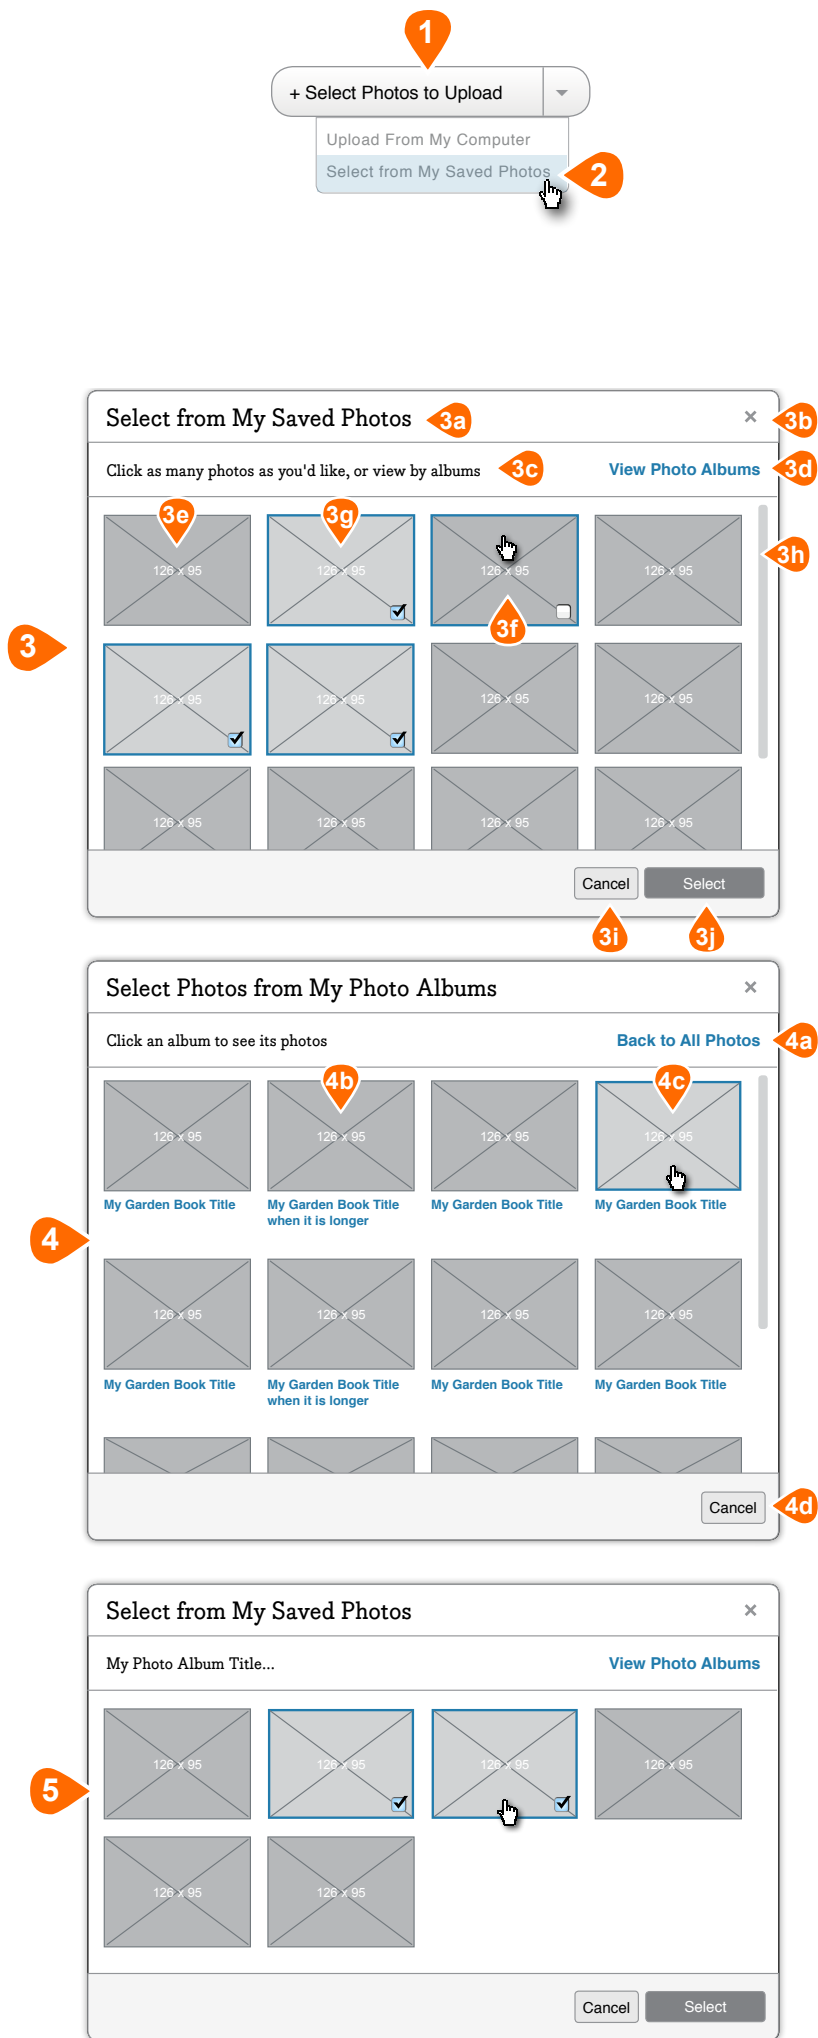 1
+ Select Photos to Upload
Upload From My Computer
Select from My Saved Photos
2
Select from My Saved Photos
3a
×
3b
Click as many photos as you'd like, or view by albums
3c
View Photo Albums
3d
3e
3g
3h
126 x 95
126 x 95
126 x 95
126 x 95
3f
3
126 x 95
126 x 95
126 x 95
126 x 95
126 x 95
126 x 95
126 x 95
126 x 95
Cancel
Select
3i
3j
Select Photos from My Photo Albums
×
Click an album to see its photos
Back to All Photos
4a
4b
4c
126 x 95
126 x 95
126 x 95
126 x 95
My Garden Book Title
My Garden Book Title
when it is longer
My Garden Book Title
My Garden Book Title
4
126 x 95
126 x 95
126 x 95
126 x 95
My Garden Book Title
My Garden Book Title
when it is longer
My Garden Book Title
My Garden Book Title
Cancel
4d
Select from My Saved Photos
×
My Photo Album Title...
View Photo Albums
126 x 95
126 x 95
126 x 95
126 x 95
5
126 x 95
126 x 95
Cancel
Select